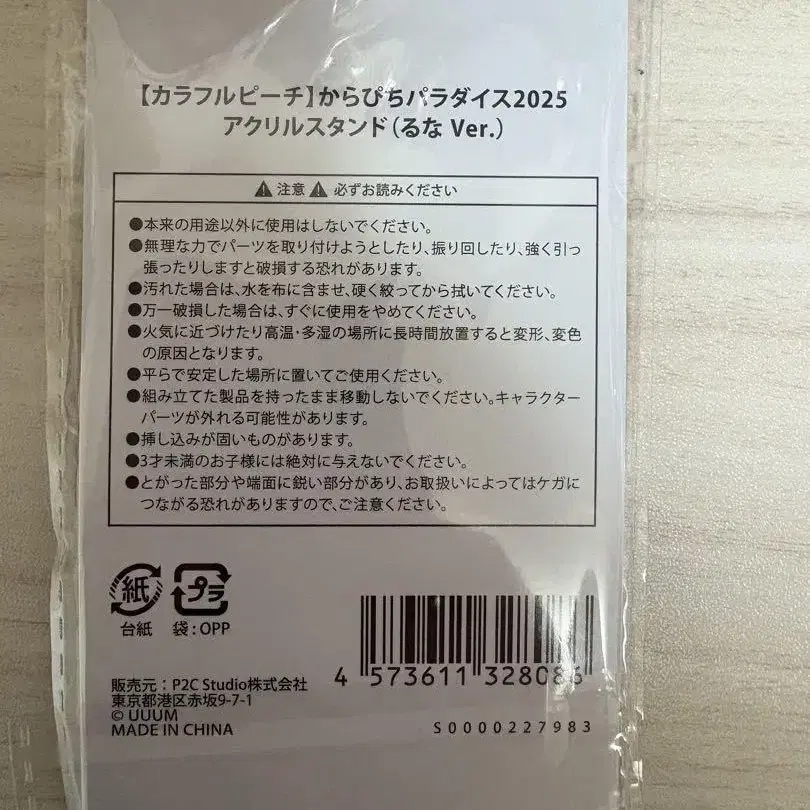 【カラフルピーチ】からぴちパラダイス2025
アクリルスタンド(るな Ver.)
⚠ 注意 ⚠ 必ずお読みください
●本来の用途以外に使用はしないでください。
●無理な力でパーツを取り付けようとしたり、振り回したり、強く引っ
張ったりしますと破損する恐れがあります。
●汚れた場合は、水を布に含ませ、硬く絞ってから拭いてください。
●万一破損した場合は、すぐに使用をやめてください。
●火気に近づけたり高温・多湿の場所に長時間放置すると変形、変色
の原因となります。
●平らで安定した場所に置いてご使用ください。
●組み立てた製品を持ったまま移動しないでください。キャラクター
パーツが外れる可能性があります。
●挿し込みが固いものがあります。
●3才未満のお子様には絶対に与えないでください。
●とがった部分や端面に鋭い部分があり、お取扱いによってはケガに
つながる恐れがありますので、ご注意ください。
紙 プラ
台紙 袋:OPP
販売元:P2C Studio株式会社
東京都港区赤坂9-7-1
© UUUM
MADE IN CHINA
4 573611 328086
S0000227983